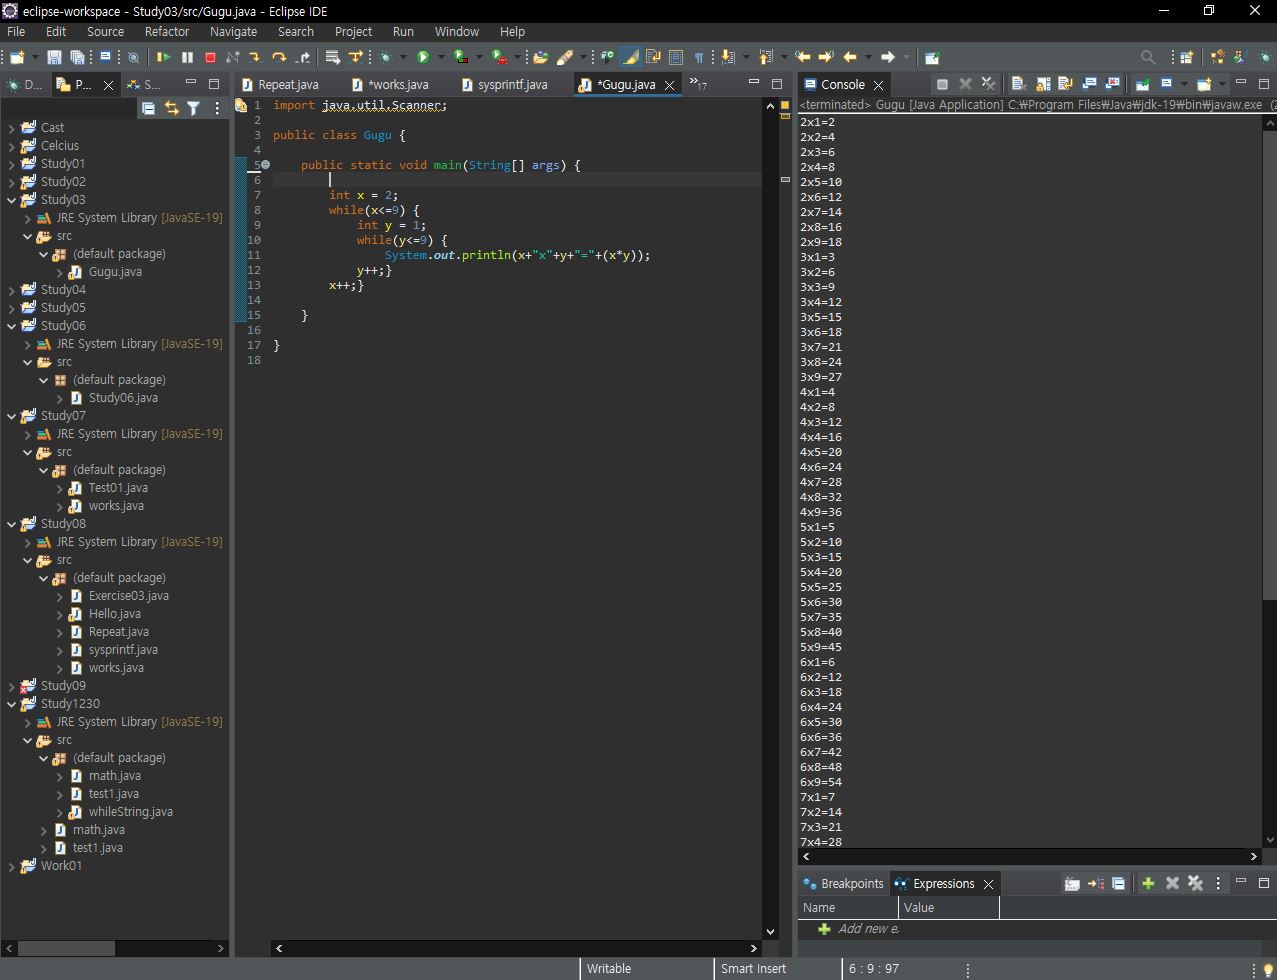 eclipse-workspace - Study03/src/Gugu.java - Eclipse IDE
File Edit Source Refactor Navigate Search Project Run Window Help
D... P... S...
Cast
Celcius
Study01
Study02
Study03
JRE System Library [JavaSE-19]
src
(default package)
Gugu.java
Study04
Study05
Study06
JRE System Library [JavaSE-19]
src
(default package)
Study06.java
Study07
JRE System Library [JavaSE-19]
src
(default package)
Test01.java
works.java
Study08
JRE System Library [JavaSE-19]
src
(default package)
Exercise03.java
Hello.java
Repeat.java
sysprintf.java
works.java
Study09
Study1230
JRE System Library [JavaSE-19]
src
(default package)
math.java
test1.java
whileString.java
math.java
test1.java
Work01
Repeat.java *works.java sysprintf.java *Gugu.java »17
1 import java.util.Scanner;
2
3 public class Gugu {
4
5 public static void main(String[] args) {
6
7 int x = 2;
8 while(x<=9) {
9 int y = 1;
10 while(y<=9) {
11 System.out.println(x+"x"+y+"="+(x*y));
12 y++;}
13 x++;}
14
15 }
16
17 }
18
Console
<terminated> Gugu [Java Application] C:₩Program Files₩Java₩jdk-19₩bin₩javaw.exe (2
2x1=2
2x2=4
2x3=6
2x4=8
2x5=10
2x6=12
2x7=14
2x8=16
2x9=18
3x1=3
3x2=6
3x3=9
3x4=12
3x5=15
3x6=18
3x7=21
3x8=24
3x9=27
4x1=4
4x2=8
4x3=12
4x4=16
4x5=20
4x6=24
4x7=28
4x8=32
4x9=36
5x1=5
5x2=10
5x3=15
5x4=20
5x5=25
5x6=30
5x7=35
5x8=40
5x9=45
6x1=6
6x2=12
6x3=18
6x4=24
6x5=30
6x6=36
6x7=42
6x8=48
6x9=54
7x1=7
7x2=14
7x3=21
7x4=28
Breakpoints Expressions
Name Value
Add new e
Writable Smart Insert 6 : 9 : 97